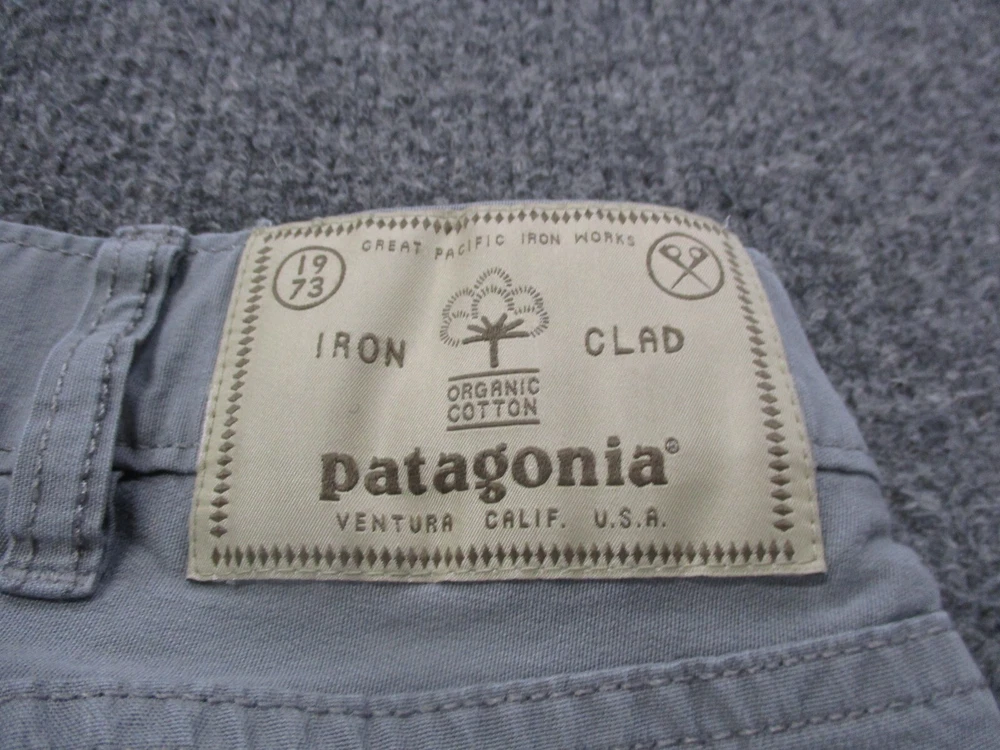 GREAT PACIFIC IRON WORKS
19
73
IRON CLAD
ORGANIC
COTTON
patagonia®
VENTURA CALIF. U.S.A.